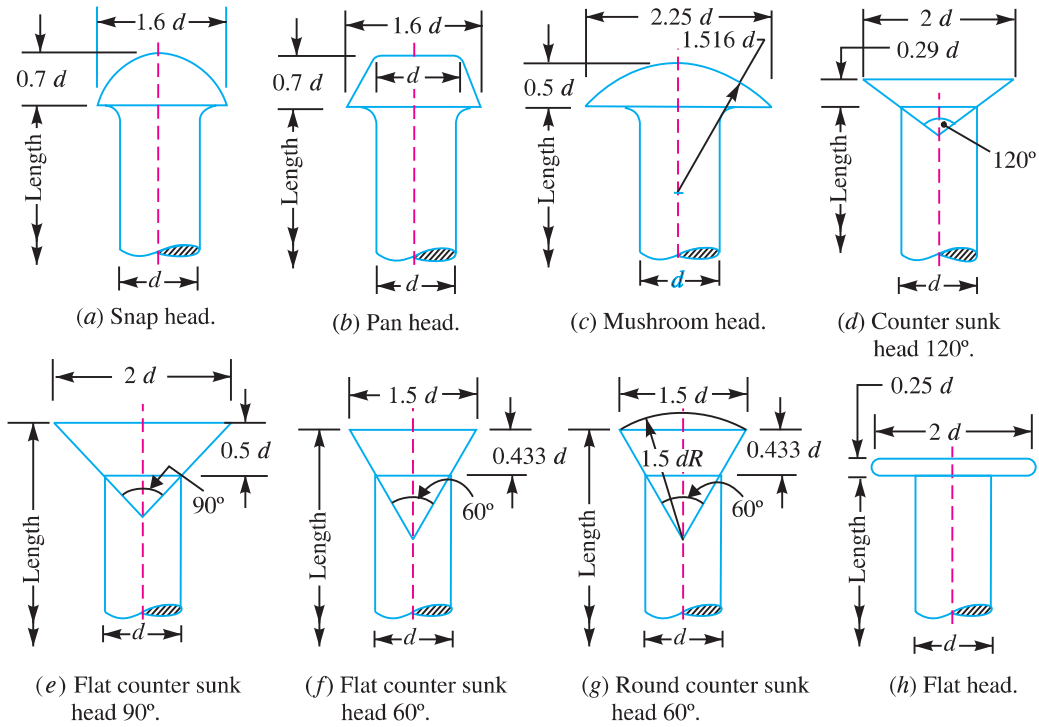 1.6 d
0.7 d
Length
d
(a) Snap head.
1.6 d
0.7 d
d
Length
d
(b) Pan head.
2.25 d
1.516 d
0.5 d
Length
d
(c) Mushroom head.
2 d
0.29 d
Length
120º
d
(d) Counter sunk
head 120º.
2 d
0.5 d
90º
Length
d
(e) Flat counter sunk
head 90º.
1.5 d
0.433 d
60º
Length
d
(f) Flat counter sunk
head 60º.
1.5 d
0.433 d
1.5 dR
60º
Length
d
(g) Round counter sunk
head 60º.
0.25 d
2 d
Length
d
(h) Flat head.